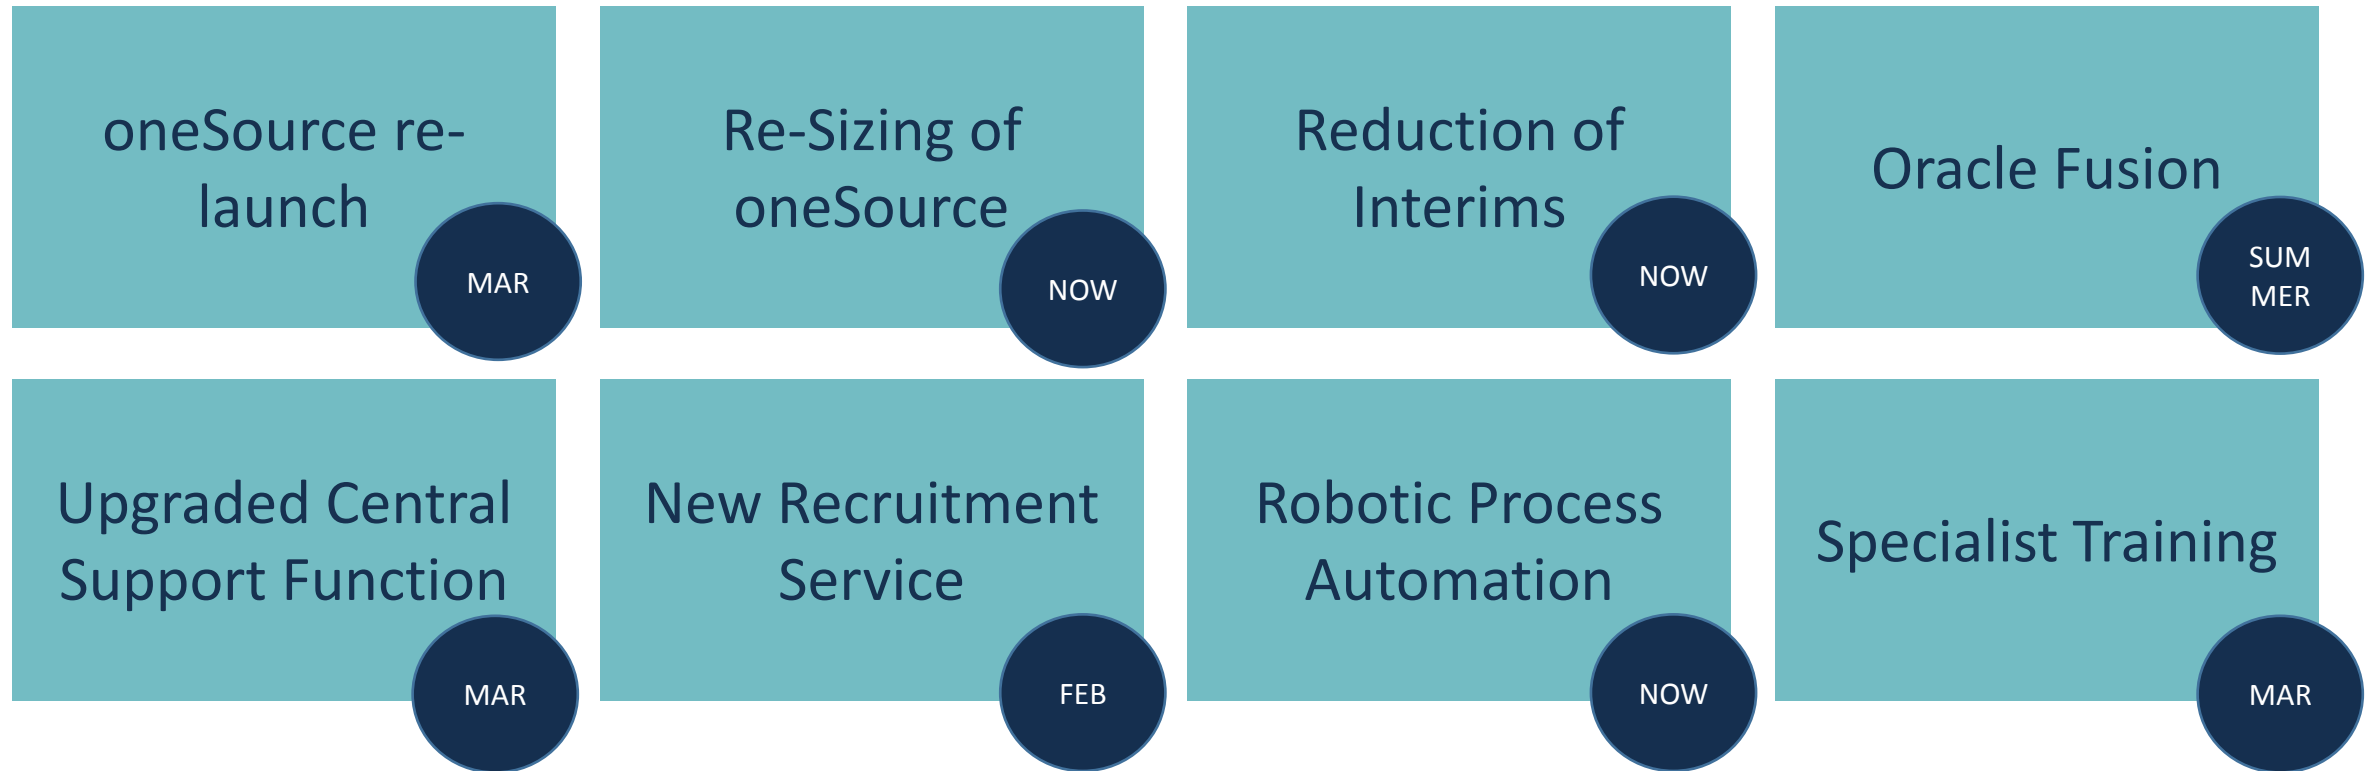 oneSource re-
launch
MAR
Re-Sizing of
oneSource
NOW
Reduction of
Interims
NOW
Oracle Fusion
SUM
MER
Upgraded Central
Support Function
MAR
New Recruitment
Service
FEB
Robotic Process
Automation
NOW
Specialist Training
MAR